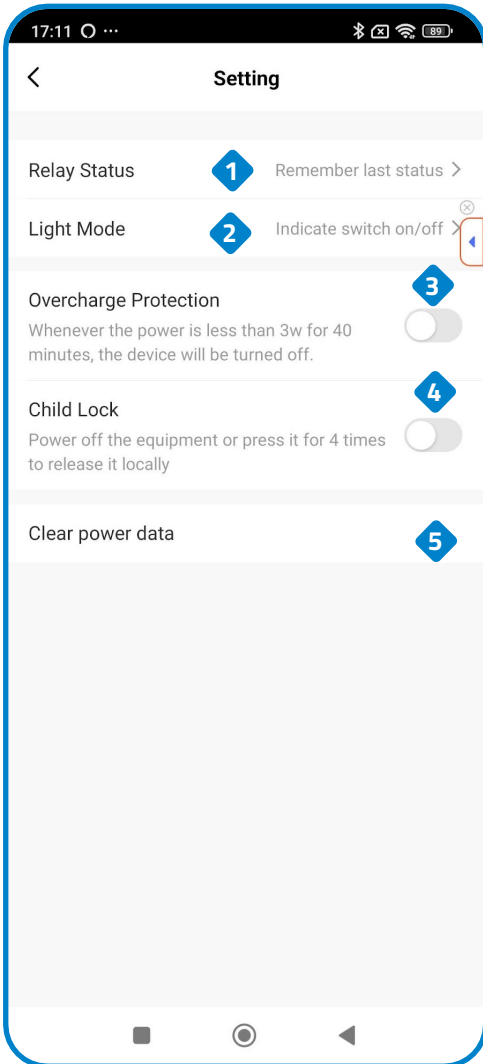 17:11 ... 89
Setting
Relay Status 1 Remember last status
Light Mode 2 Indicate switch on/off
3
Overcharge Protection
Whenever the power is less than 3w for 40
minutes, the device will be turned off.
4
Child Lock
Power off the equipment or press it for 4 times
to release it locally
Clear power data 5